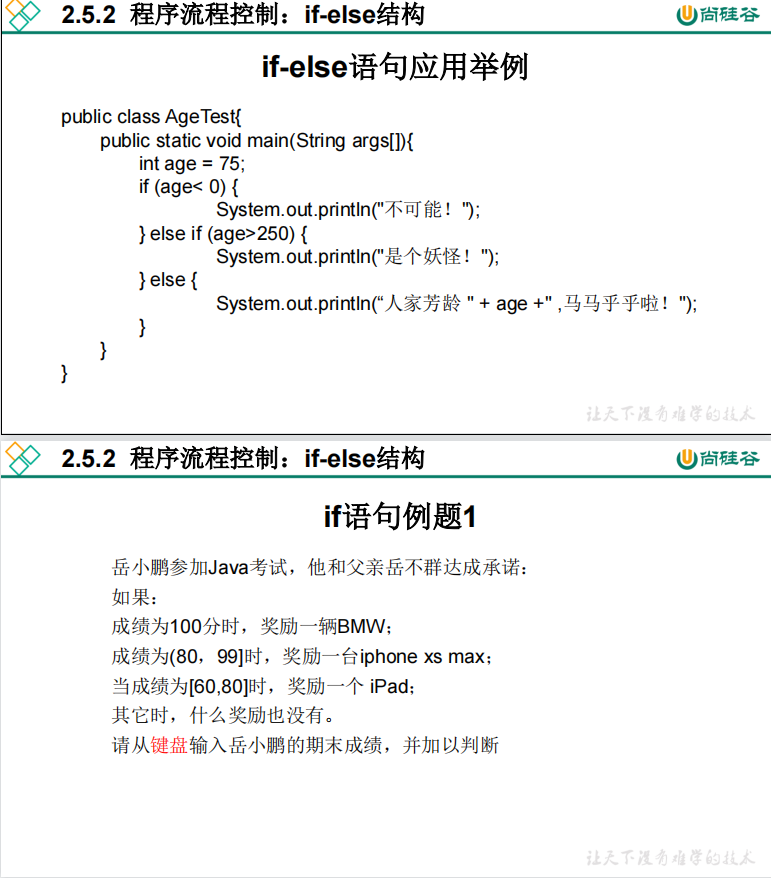 2.5.2 程序流程控制：if-else结构
尚硅谷
if-else语句应用举例
public class AgeTest{
public static void main(String args[]){
int age = 75;
if (age< 0) {
System.out.println("不可能！");
} else if (age>250) {
System.out.println("是个妖怪！");
} else {
System.out.println(“人家芳龄 " + age +" ,马马乎乎啦！");
}
}
}
让天下没有难学的技术
2.5.2 程序流程控制：if-else结构
尚硅谷
if语句例题1
岳小鹏参加Java考试，他和父亲岳不群达成承诺：
如果：
成绩为100分时，奖励一辆BMW；
成绩为(80，99]时，奖励一台iphone xs max；
当成绩为[60,80]时，奖励一个 iPad；
其它时，什么奖励也没有。
请从键盘输入岳小鹏的期末成绩，并加以判断
让天下没有难学的技术